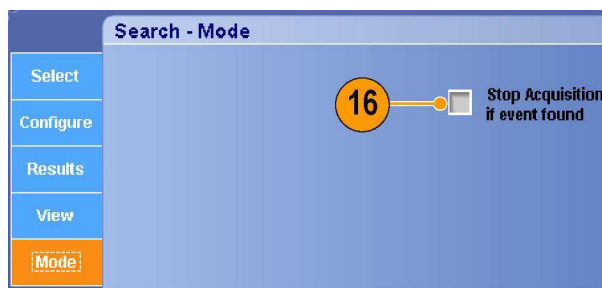 Search - Mode
Select
Configure
Results
View
Mode
16
Stop Acquisition
if event found